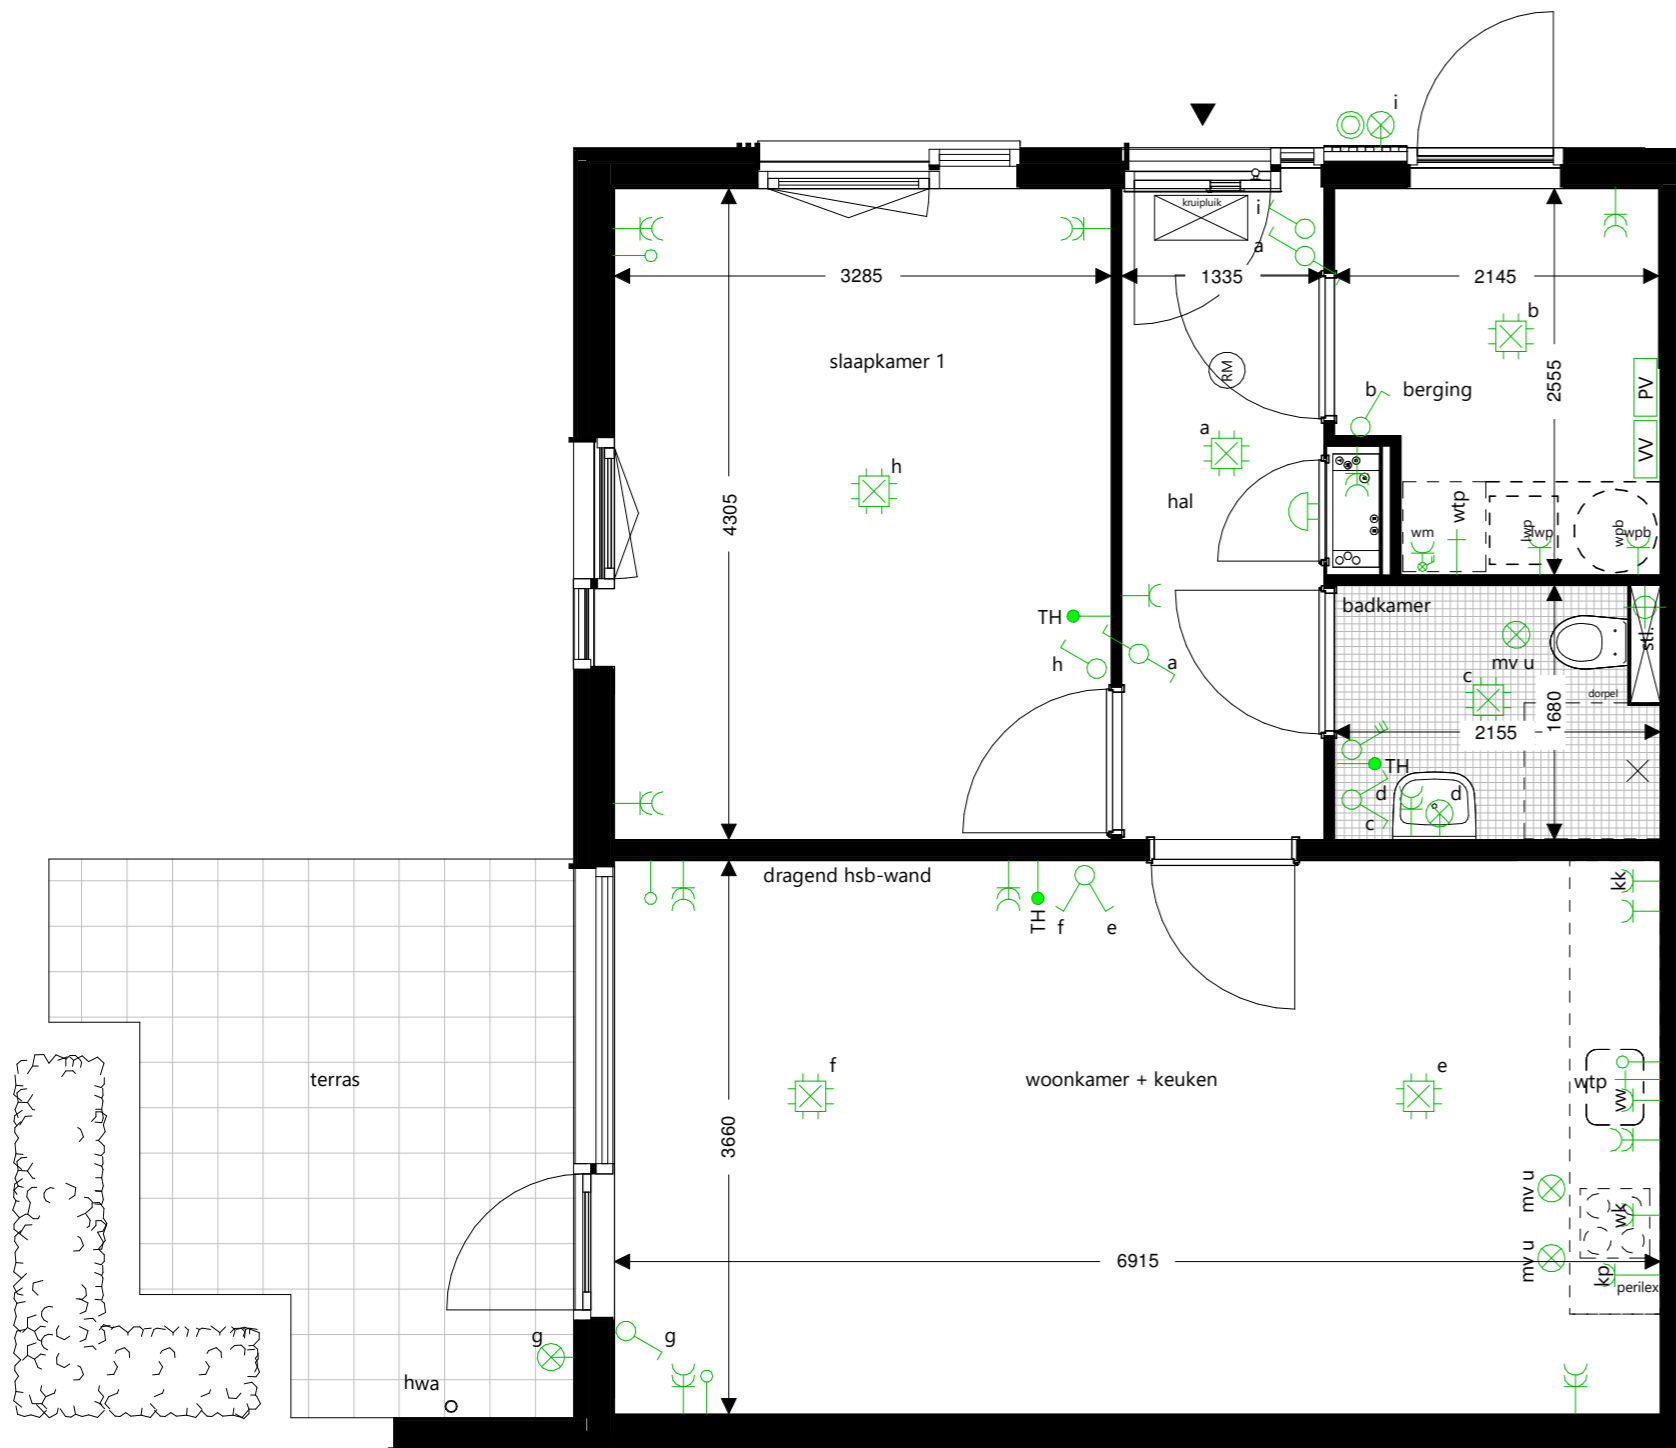 i
kruipluik
i
a
3285
1335
2145
b
slaapkamer 1
RM
2555
PV
b
berging
a
VV
h
4305
hal
wtp
wm
lwp
lwp
wpb
wpb
badkamer
TH
h
a
mv u
stl.
c
dorpel
1680
2155
TH
d
d
c
dragend hsb-wand
kk
TH
f
e
terras
f
woonkamer + keuken
e
wtp
vw
3660
mv u
wk
6915
mv u
kp
perilex
g
g
hwa